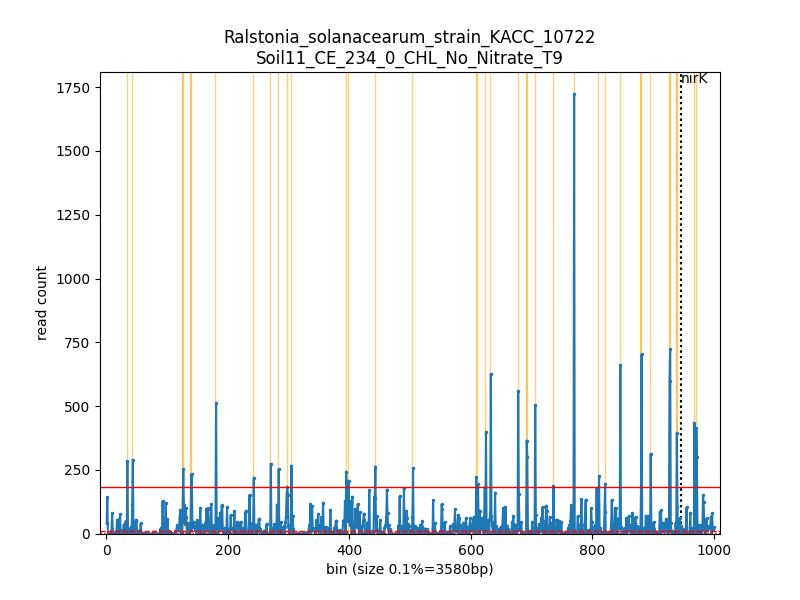 Ralstonia_solanacearum_strain_KACC_10722
Soil11_CE_234_0_CHL_No_Nitrate_T9
nirK
1750
1500
1250
1000
750
500
250
0
read count
0 200 400 600 800 1000
bin (size 0.1%=3580bp)